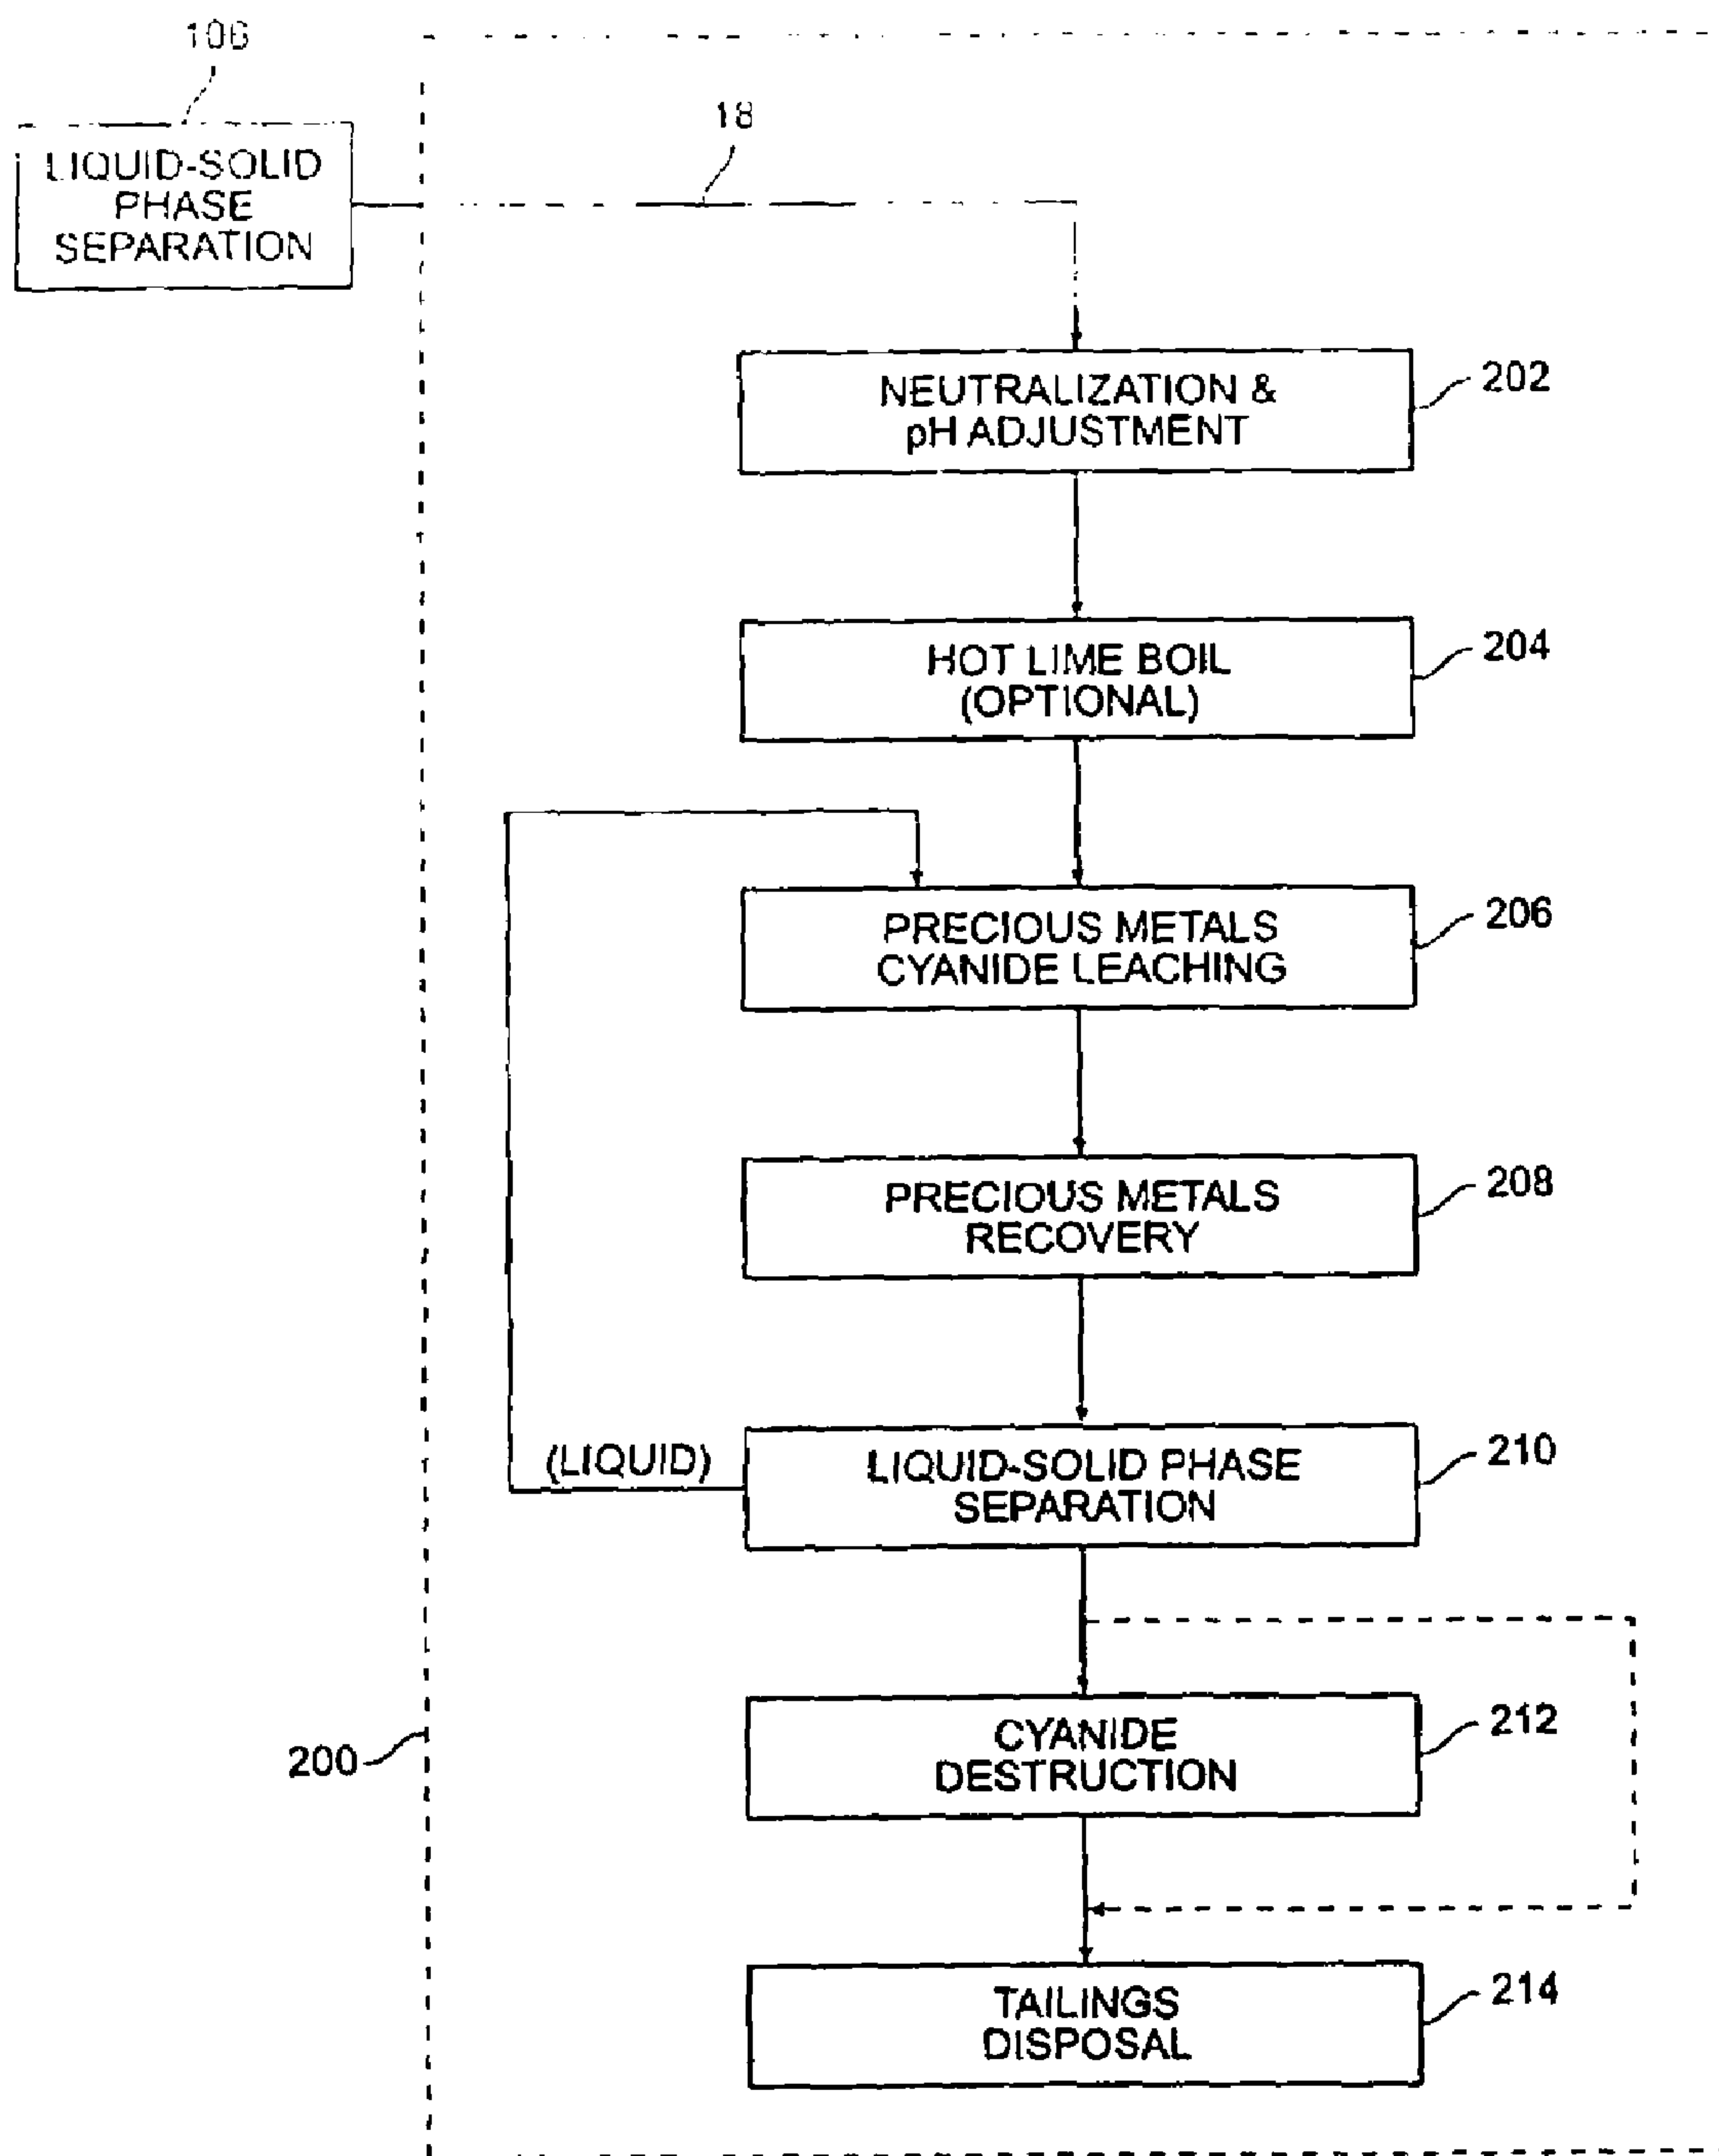 106
18
LIQUID-SOLID
PHASE
SEPARATION
NEUTRALIZATION &
pH ADJUSTMENT
202
HOT LIME BOIL
(OPTIONAL)
204
PRECIOUS METALS
CYANIDE LEACHING
206
PRECIOUS METALS
RECOVERY
208
(LIQUID)
LIQUID-SOLID PHASE
SEPARATION
210
CYANIDE
DESTRUCTION
212
200
TAILINGS
DISPOSAL
214